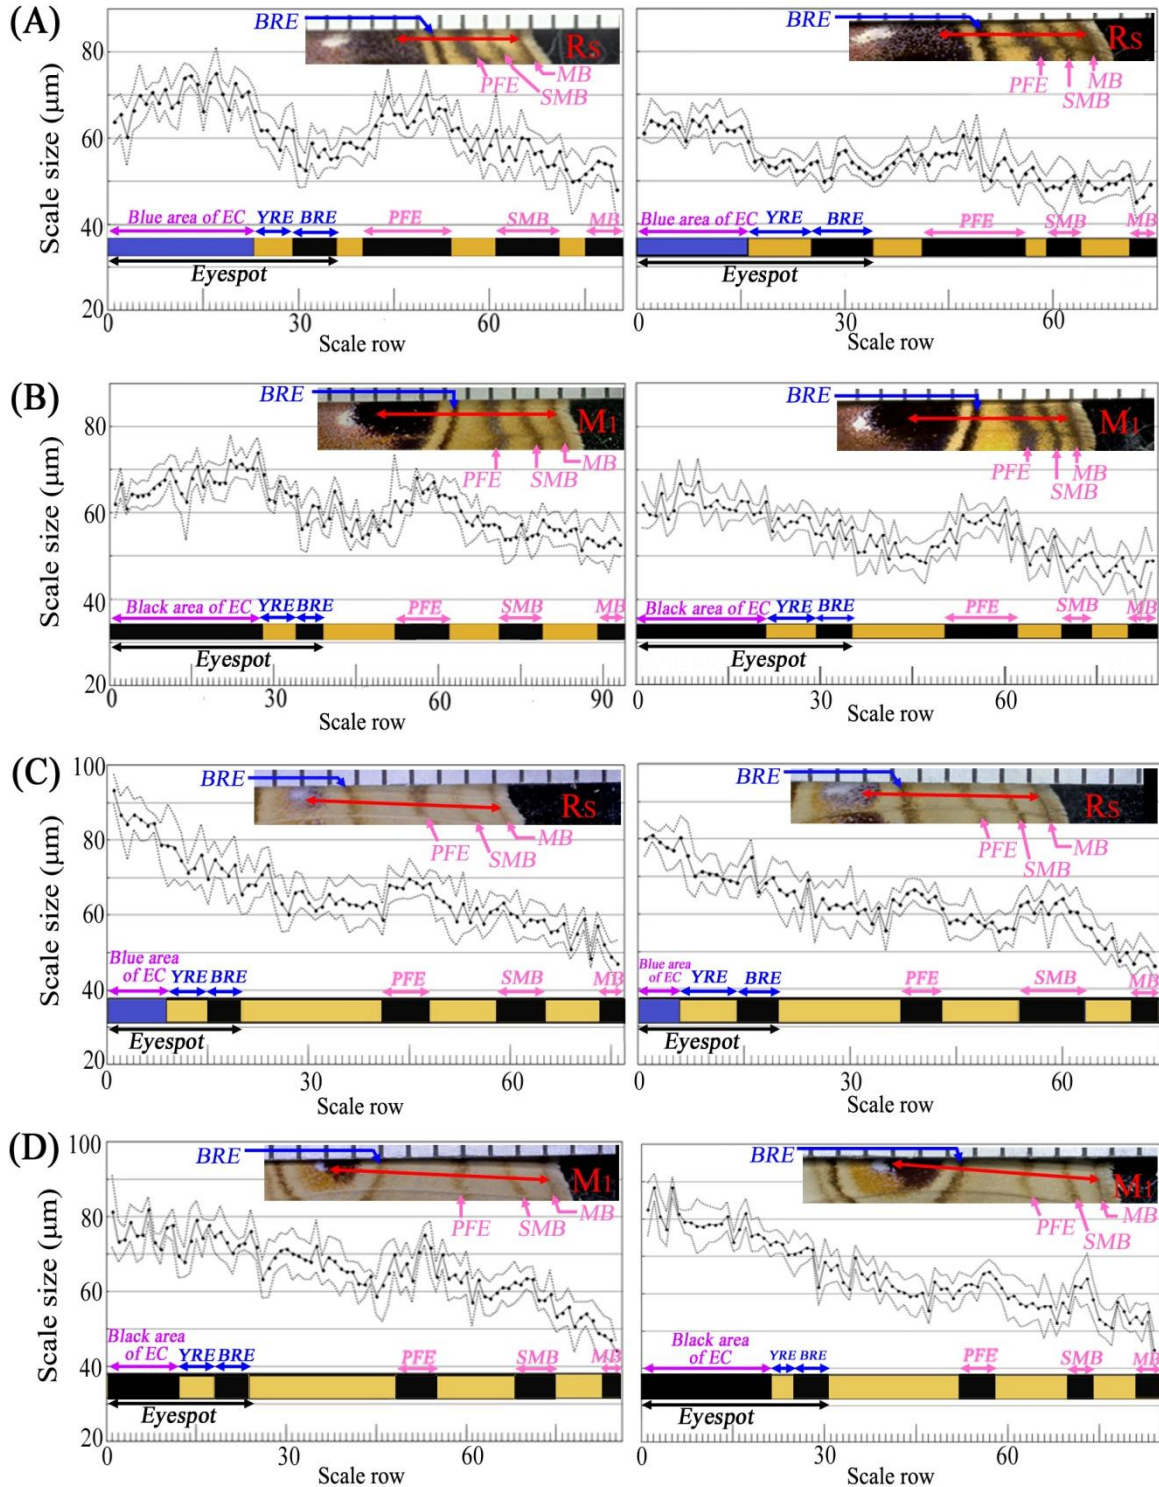 (A)
BRE
Rs
PFE
SMB
MB
Scale size (µm)
80
60
40
20
Blue area of EC
YRE
BRE
PFE
SMB
MB
Eyespot
0
30
60
Scale row
BRE
Rs
PFE
SMB
MB
Blue area of EC
YRE
BRE
PFE
SMB
MB
Eyespot
0
30
60
Scale row
(B)
BRE
M1
PFE
SMB
MB
Scale size (µm)
80
60
40
20
Black area of EC
YRE
BRE
PFE
SMB
MB
Eyespot
0
30
60
90
Scale row
BRE
M1
PFE
SMB
MB
Black area of EC
YRE
BRE
PFE
SMB
MB
Eyespot
0
30
60
Scale row
(C)
BRE
Rs
PFE
SMB
MB
Scale size (µm)
100
80
60
40
20
Blue area
of EC
YRE
BRE
PFE
SMB
MB
Eyespot
0
30
60
Scale row
BRE
Rs
PFE
SMB
MB
Blue area
of EC
YRE
BRE
PFE
SMB
MB
Eyespot
0
30
60
Scale row
(D)
BRE
M1
PFE
SMB
MB
Scale size (µm)
100
80
60
40
20
Black area
of EC
YRE
BRE
PFE
SMB
MB
Eyespot
0
30
60
Scale row
BRE
M1
PFE
SMB
MB
Black area
of EC
YRE
BRE
PFE
SMB
MB
Eyespot
0
30
60
Scale row